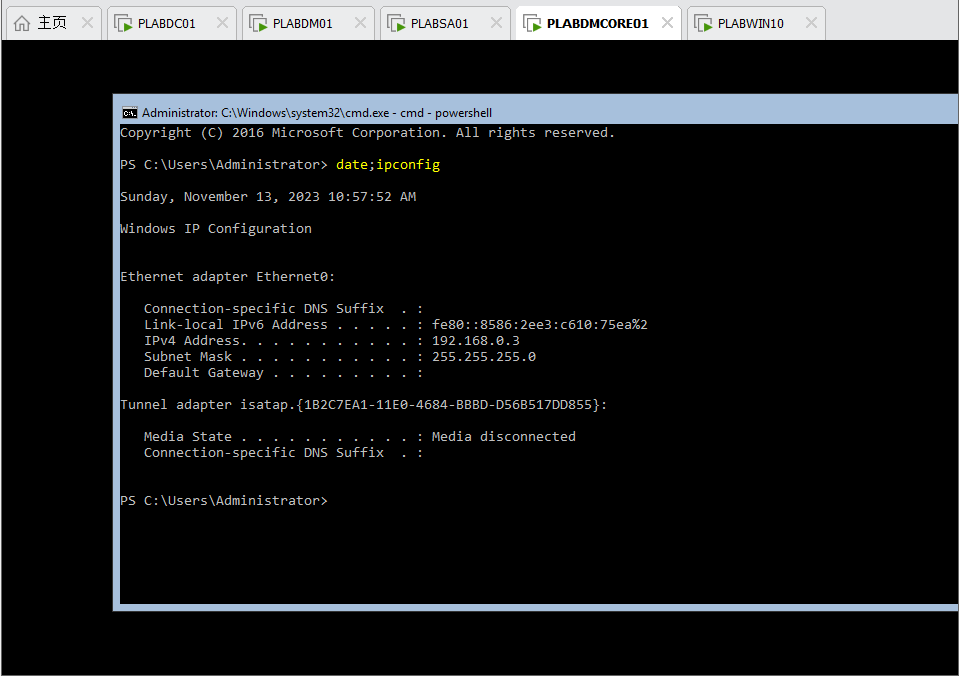 主页 PLABDC01 PLABDM01 PLABSA01 PLABDMCORE01 PLABWIN10
Administrator: C:\Windows\system32\cmd.exe - cmd - powershell
Copyright (C) 2016 Microsoft Corporation. All rights reserved.
PS C:\Users\Administrator> date;ipconfig
Sunday, November 13, 2023 10:57:52 AM
Windows IP Configuration
Ethernet adapter Ethernet0:
Connection-specific DNS Suffix  . :
Link-local IPv6 Address . . . . . : fe80::8586:2ee3:c610:75ea%2
IPv4 Address. . . . . . . . . . . : 192.168.0.3
Subnet Mask . . . . . . . . . . . : 255.255.255.0
Default Gateway . . . . . . . . . :
Tunnel adapter isatap.{1B2C7EA1-11E0-4684-BBBD-D56B517DD855}:
Media State . . . . . . . . . . . : Media disconnected
Connection-specific DNS Suffix  . :
PS C:\Users\Administrator>